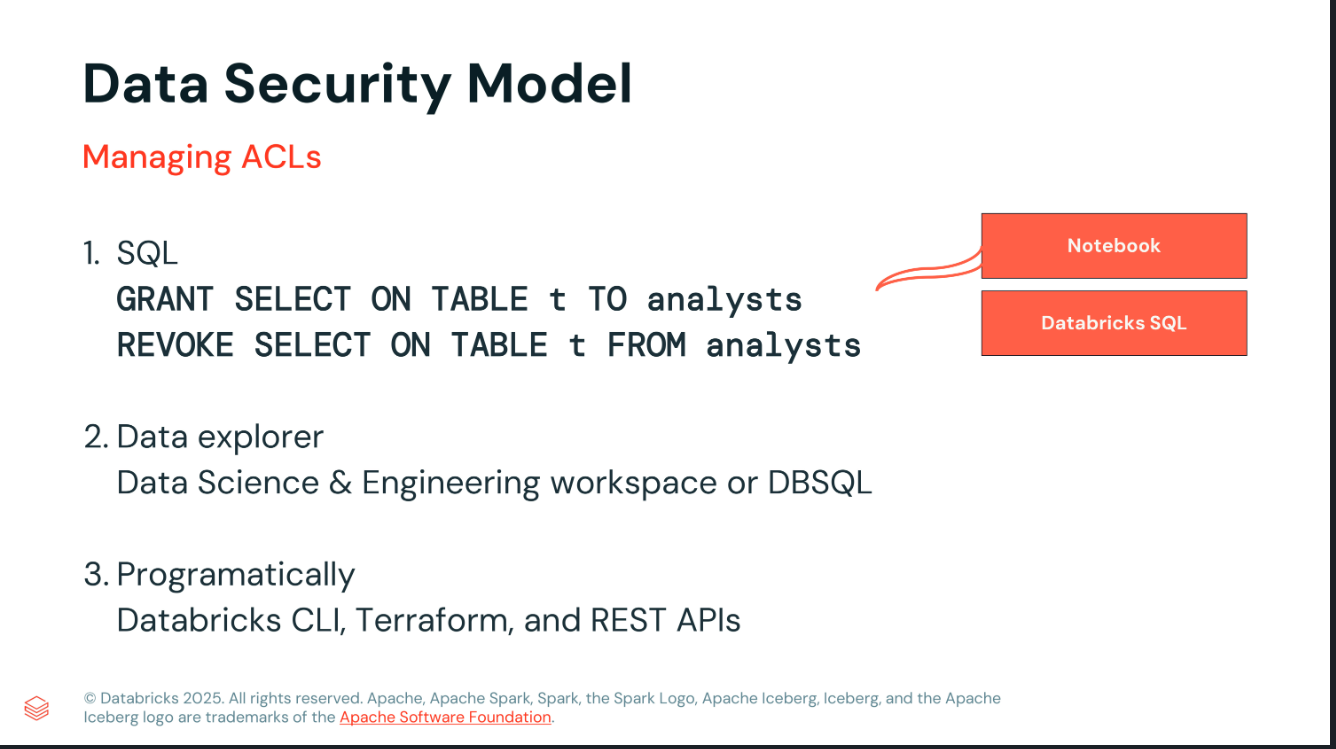 Data Security Model
Managing ACLs
1. SQL
GRANT SELECT ON TABLE t TO analysts
REVOKE SELECT ON TABLE t FROM analysts
Notebook
Databricks SQL
2. Data explorer
Data Science & Engineering workspace or DBSQL
3. Programatically
Databricks CLI, Terraform, and REST APIs
© Databricks 2025. All rights reserved. Apache, Apache Spark, Spark, the Spark Logo, Apache Iceberg, Iceberg, and the Apache
Iceberg logo are trademarks of the Apache Software Foundation.